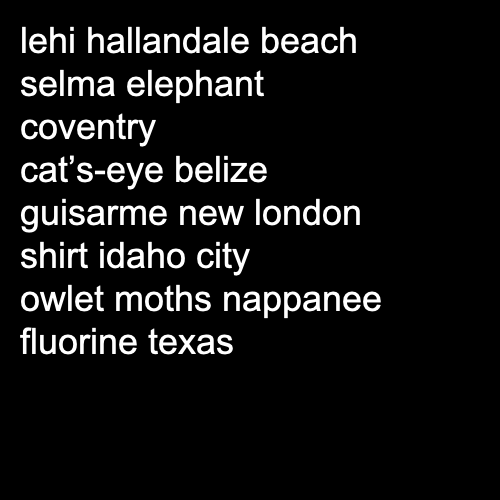 lehi hallandale beach
selma elephant
coventry
cat’s-eye belize
guisarme new london
shirt idaho city
owlet moths nappanee
fluorine texas